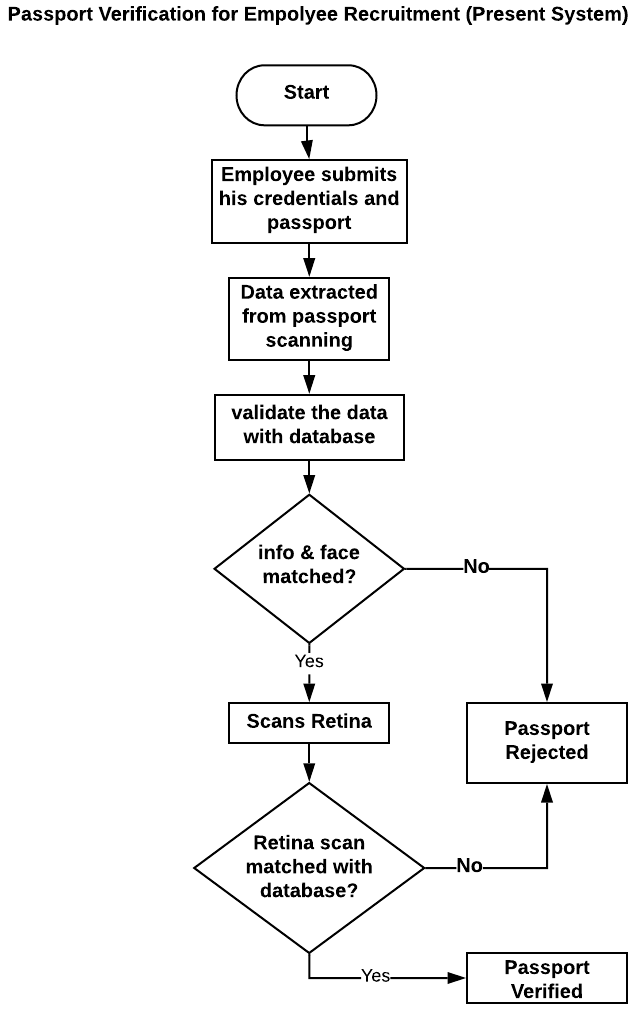 Passport Verification for Empolyee Recruitment (Present System)
Start
Employee submits
his credentials and
passport
Data extracted
from passport
scanning
validate the data
with database
info & face
matched?
No
Yes
Scans Retina
Passport
Rejected
Retina scan
matched with
database?
No
Yes
Passport
Verified